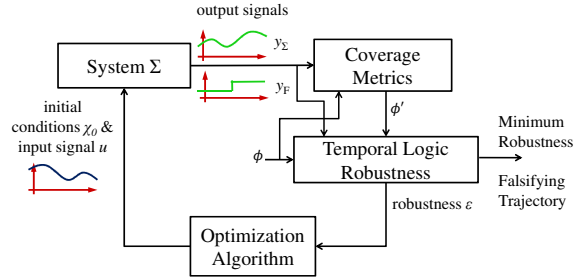 output signals
System Σ
y_Σ
y_F
Coverage
Metrics
initial
conditions χ₀ &
input signal u
ϕ
ϕ'
Temporal Logic
Robustness
Minimum
Robustness
Falsifying
Trajectory
robustness ε
Optimization
Algorithm